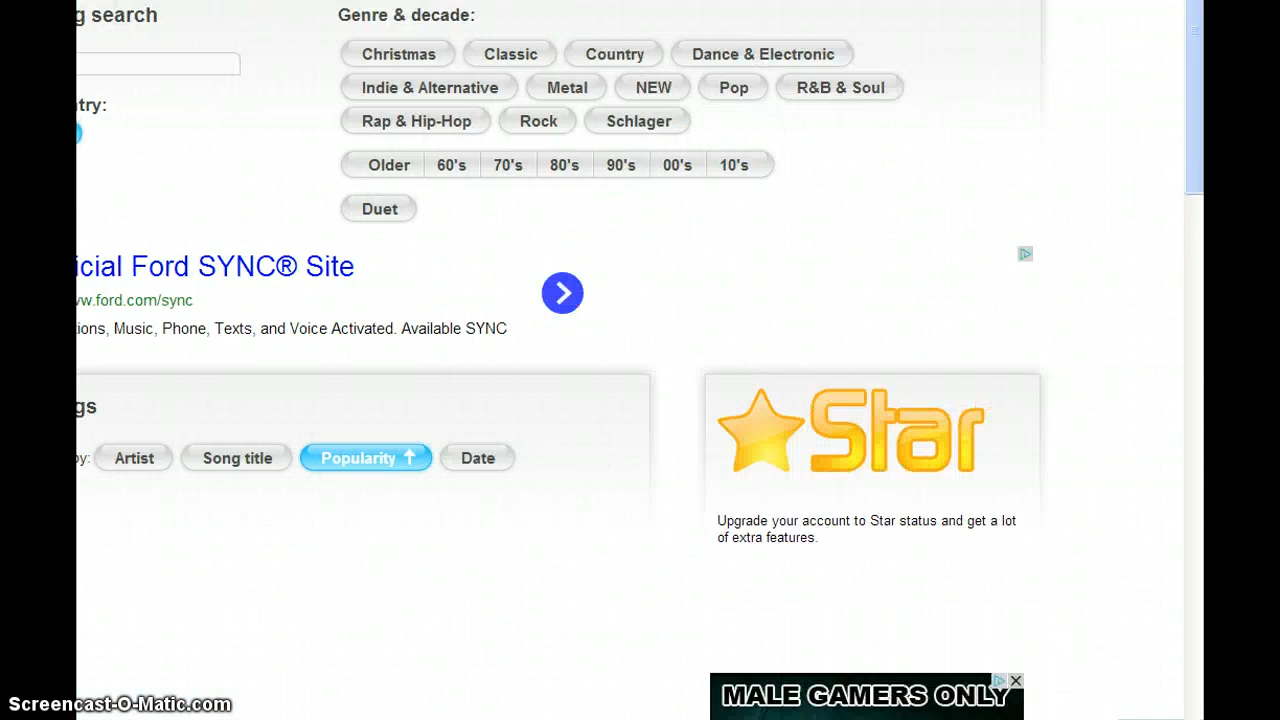 g search
Genre & decade:
Christmas Classic Country Dance & Electronic
Indie & Alternative Metal NEW Pop R&B & Soul
ntry:
Rap & Hip-Hop Rock Schlager
Older 60's 70's 80's 90's 00's 10's
Duet
icial Ford SYNC® Site
ww.ford.com/sync
tions, Music, Phone, Texts, and Voice Activated. Available SYNC
gs
by: Artist Song title Popularity ↑ Date
Star
Upgrade your account to Star status and get a lot
of extra features.
MALE GAMERS ONLY
Screencast-O-Matic.com